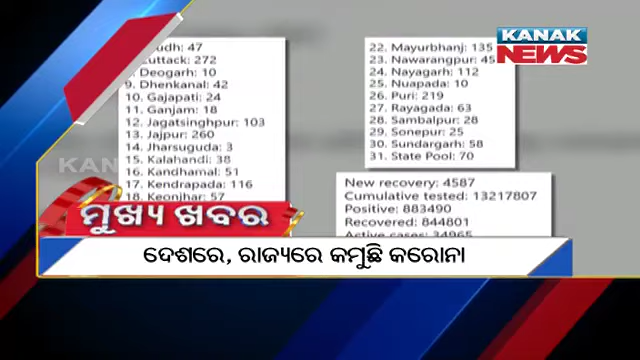 KANAK
NEWS
udh: 47
uttack: 272
Deogarh: 10
9. Dhenkanal: 42
10. Gajapati: 24
11. Ganjam: 18
12. Jagatsinghpur: 103
13. Jajpur: 260
14. Jharsuguda: 3
15. Kalahandi: 38
16. Kandhamal: 51
17. Kendrapada: 116
18. Keonjhar: 57
22. Mayurbhanj: 135
23. Nawarangpur: 45
24. Nayagarh: 112
25. Nuapada: 10
26. Puri: 219
27. Rayagada: 63
28. Sambalpur: 28
29. Sonepur: 25
30. Sundargarh: 58
31. State Pool: 70
New recovery: 4587
Cumulative tested: 13217807
Positive: 883490
Recovered: 844801
Active cases: 34965
ମୁଖ୍ୟ ଖବର
ଦେଶରେ, ରାଜ୍ୟରେ କମୁଛି କରୋନା